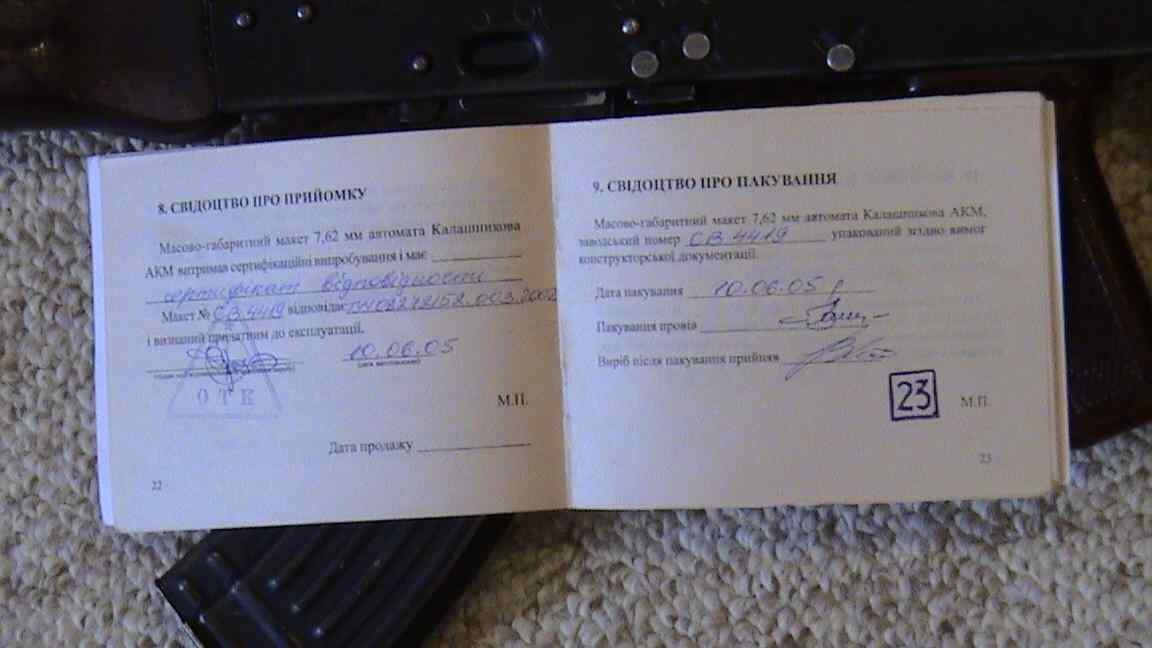 8. СВІДОЦТВО ПРО ПРИЙОМКУ
Масово-габаритний макет 7,62 мм автомата Калашникова
АКМ витримав сертифікаційні випробування і має
сертифікат відповідности
Макет № СВ 4419 відповідає
і визнаний придатним до експлуатації.
10.06.05
ОТК
М.П.
Дата продажу
22
9. СВІДОЦТВО ПРО ПАКУВАННЯ
Масово-габаритний макет 7,62 мм автомата Калашникова АКМ,
заводський номер СВ 4419 упакований згідно вимог
конструкторської документації.
Дата пакування 10.06.05
Пакування провів
Виріб після пакування прийняв
23
М.П.
23